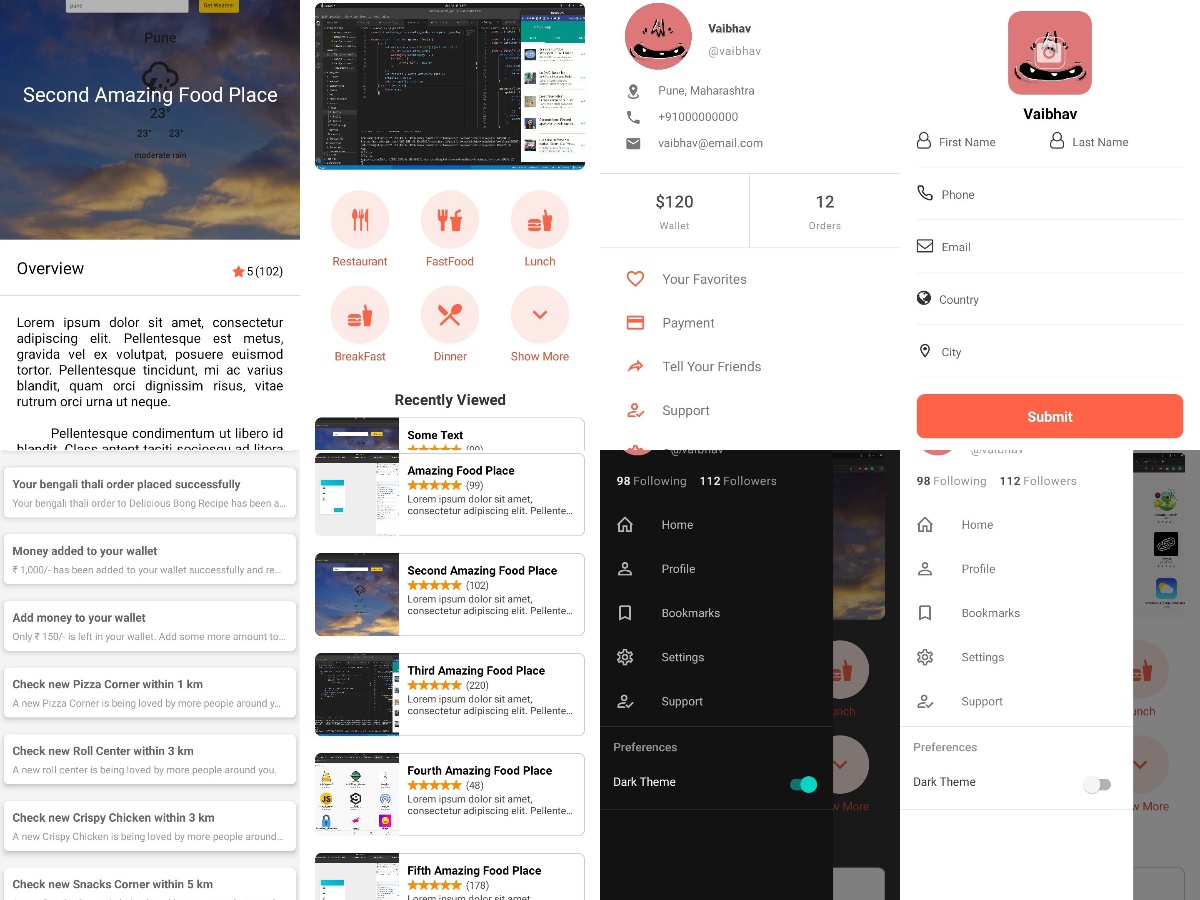 pune
Get Weather
Pune
Second Amazing Food Place
23°
23° 23°
moderate rain
Overview
5 (102)
Lorem ipsum dolor sit amet, consectetur
adipiscing elit. Pellentesque est metus,
gravida vel ex volutpat, posuere euismod
tortor. Pellentesque tincidunt, mi ac varius
blandit, quam orci dignissim risus, vitae
rutrum orci urna ut neque.
Pellentesque condimentum ut libero id
blandit. Class aptent taciti sociosqu ad litora
Restaurant
FastFood
Lunch
BreakFast
Dinner
Show More
Recently Viewed
Some Text
(99)
Vaibhav
@vaibhav
Pune, Maharashtra
+91000000000
vaibhav@email.com
$120
Wallet
12
Orders
Your Favorites
Payment
Tell Your Friends
Support
Vaibhav
First Name
Last Name
Phone
Email
Country
City
Submit
Your bengali thali order placed successfully
Your bengali thali order to Delicious Bong Recipe has been a...
Money added to your wallet
₹ 1,000/- has been added to your wallet successfully and re...
Add money to your wallet
Only ₹ 150/- is left in your wallet. Add some more amount to...
Check new Pizza Corner within 1 km
A new Pizza Corner is being loved by more people around y...
Check new Roll Center within 3 km
A new roll center is being loved by more people around you.
Check new Crispy Chicken within 3 km
A new Crispy Chicken is being loved by more people around...
Check new Snacks Corner within 5 km
Amazing Food Place
(99)
Lorem ipsum dolor sit amet,
consectetur adipiscing elit. Pellente...
Second Amazing Food Place
(102)
Lorem ipsum dolor sit amet,
consectetur adipiscing elit. Pellente...
Third Amazing Food Place
(220)
Lorem ipsum dolor sit amet,
consectetur adipiscing elit. Pellente...
Fourth Amazing Food Place
(48)
Lorem ipsum dolor sit amet,
consectetur adipiscing elit. Pellente...
JS
Fifth Amazing Food Place
(178)
Lorem ipsum dolor sit amet,
@vaibhav
98 Following 112 Followers
Home
Profile
Bookmarks
Settings
Support
Preferences
Dark Theme
unch
w More
@vaibhav
98 Following 112 Followers
Home
Profile
Bookmarks
Settings
Support
Preferences
Dark Theme
unch
w More